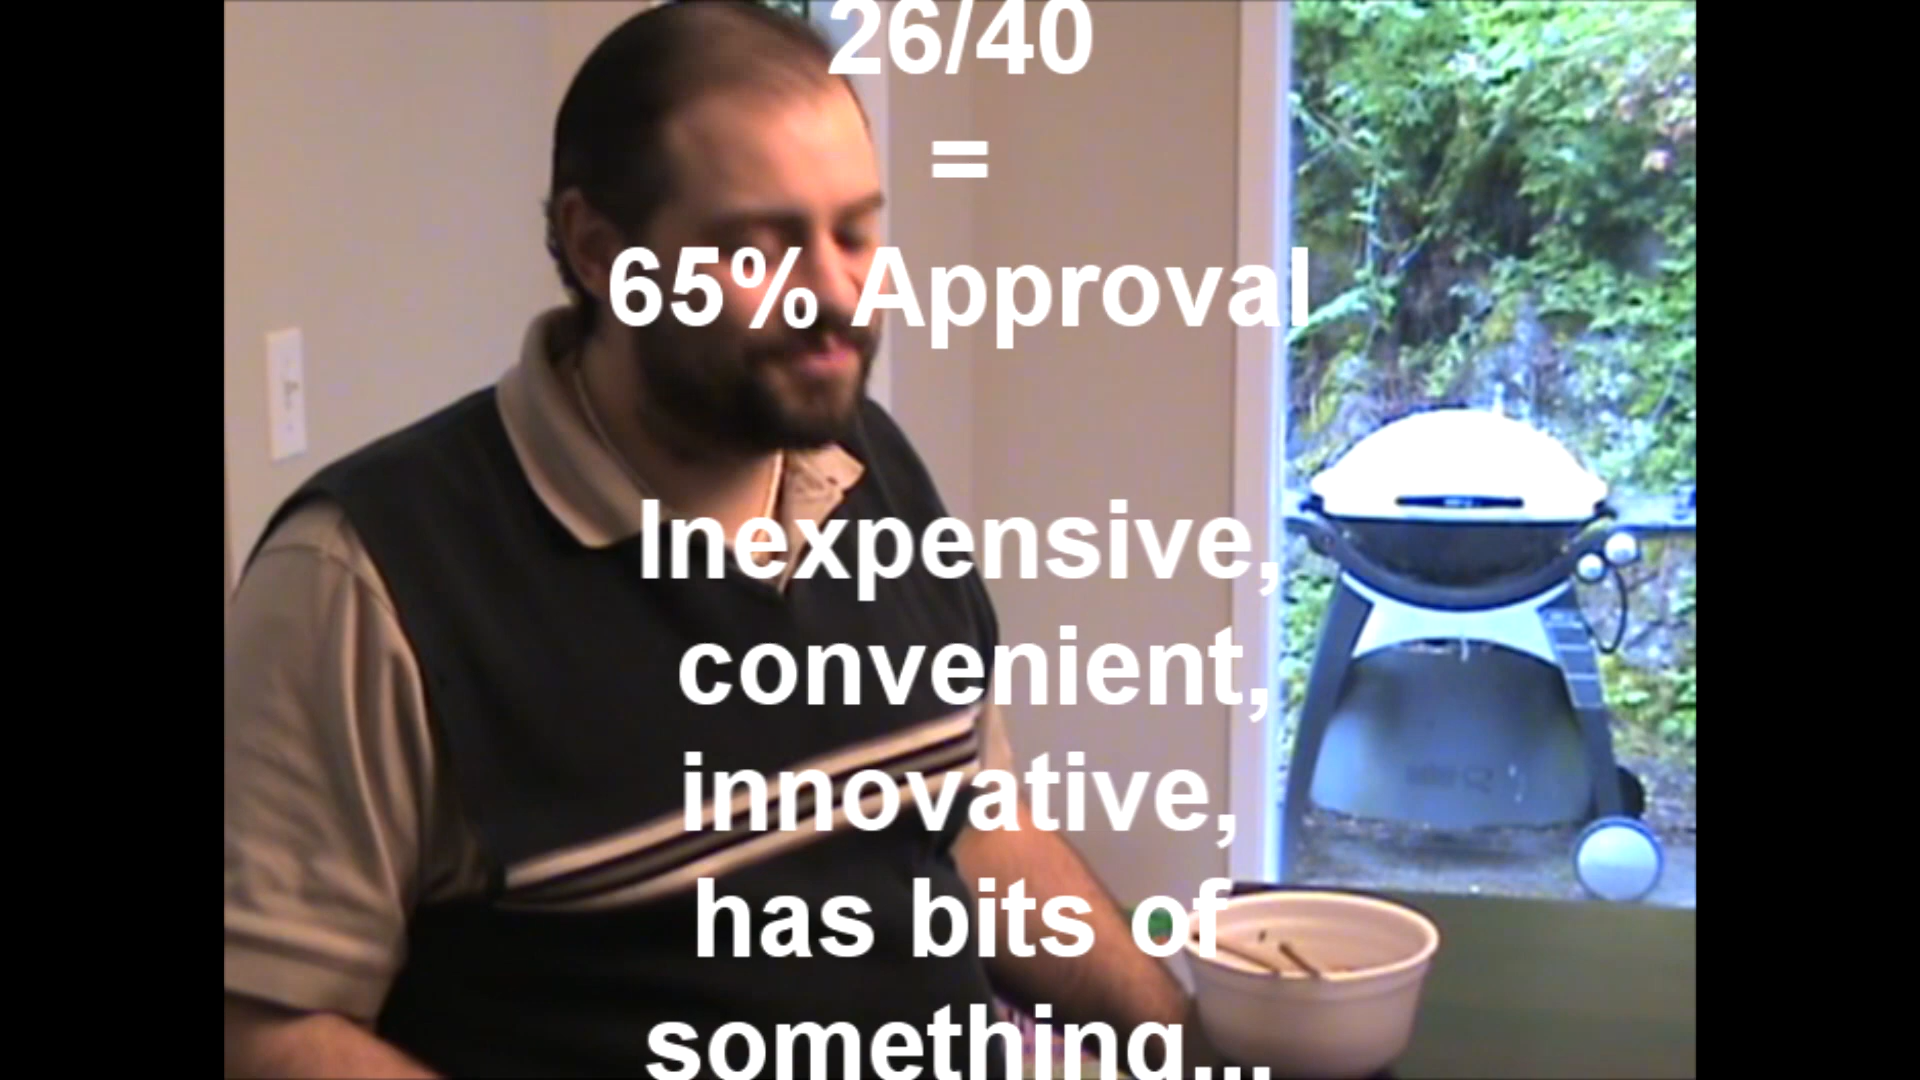 26/40
=
65% Approval
Inexpensive,
convenient,
innovative,
has bits of
something...